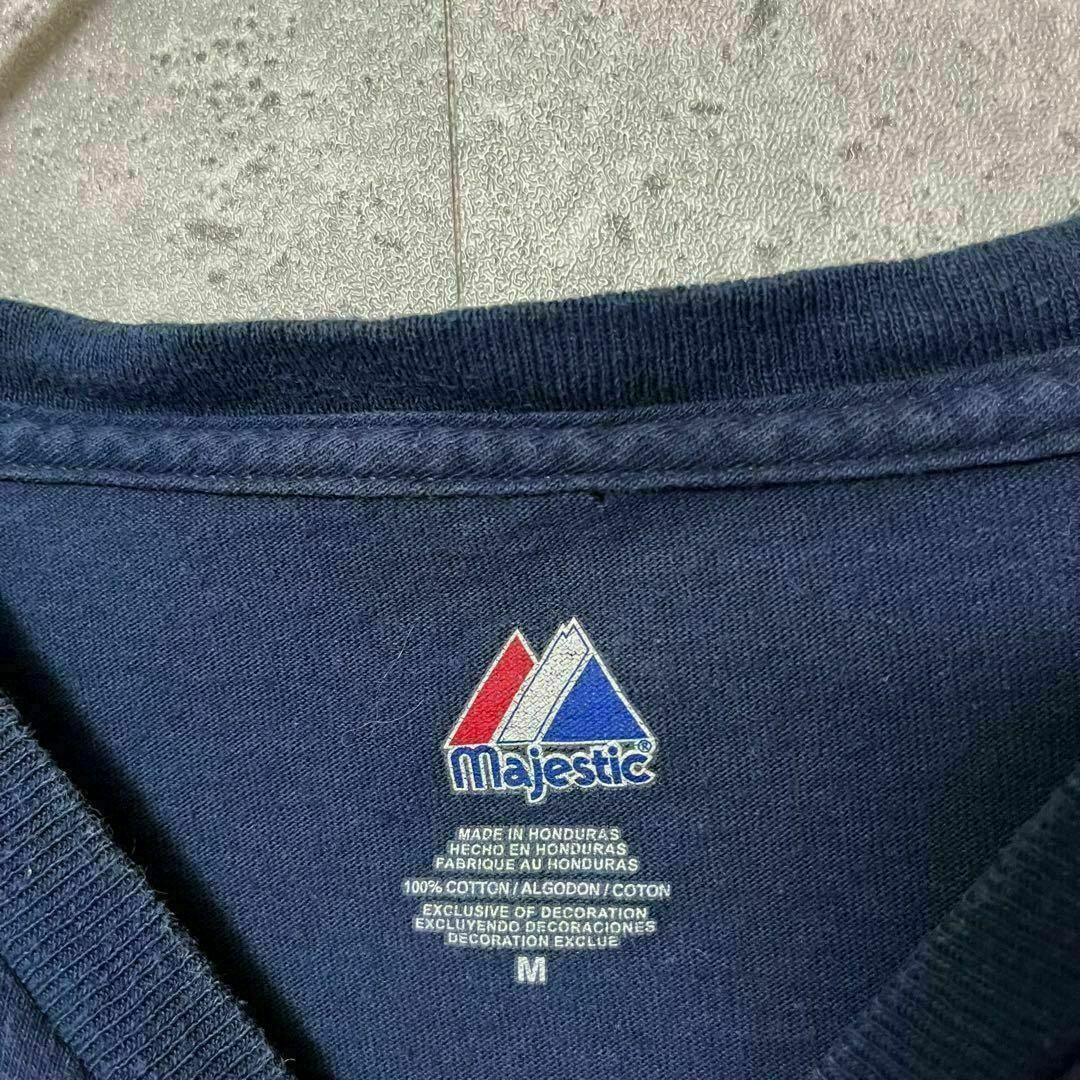 Majestic®
MADE IN HONDURAS
HECHO EN HONDURAS
FABRIQUE AU HONDURAS
100% COTTON / ALGODON / COTON
EXCLUSIVE OF DECORATION
EXCLUYENDO DECORACIONES
DECORATION EXCLUE
M